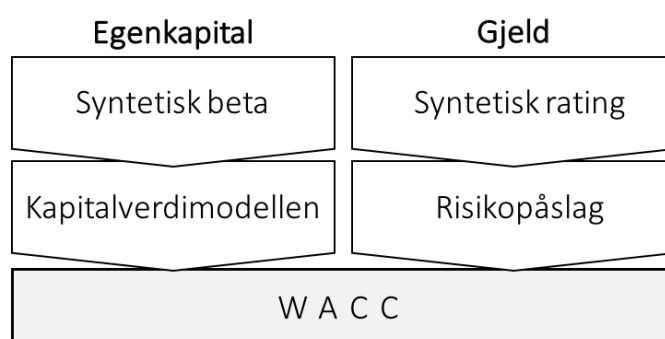 Egenkapital Gjeld
Syntetisk beta Syntetisk rating
Kapitalverdimodellen Risikopåslag
W A C C